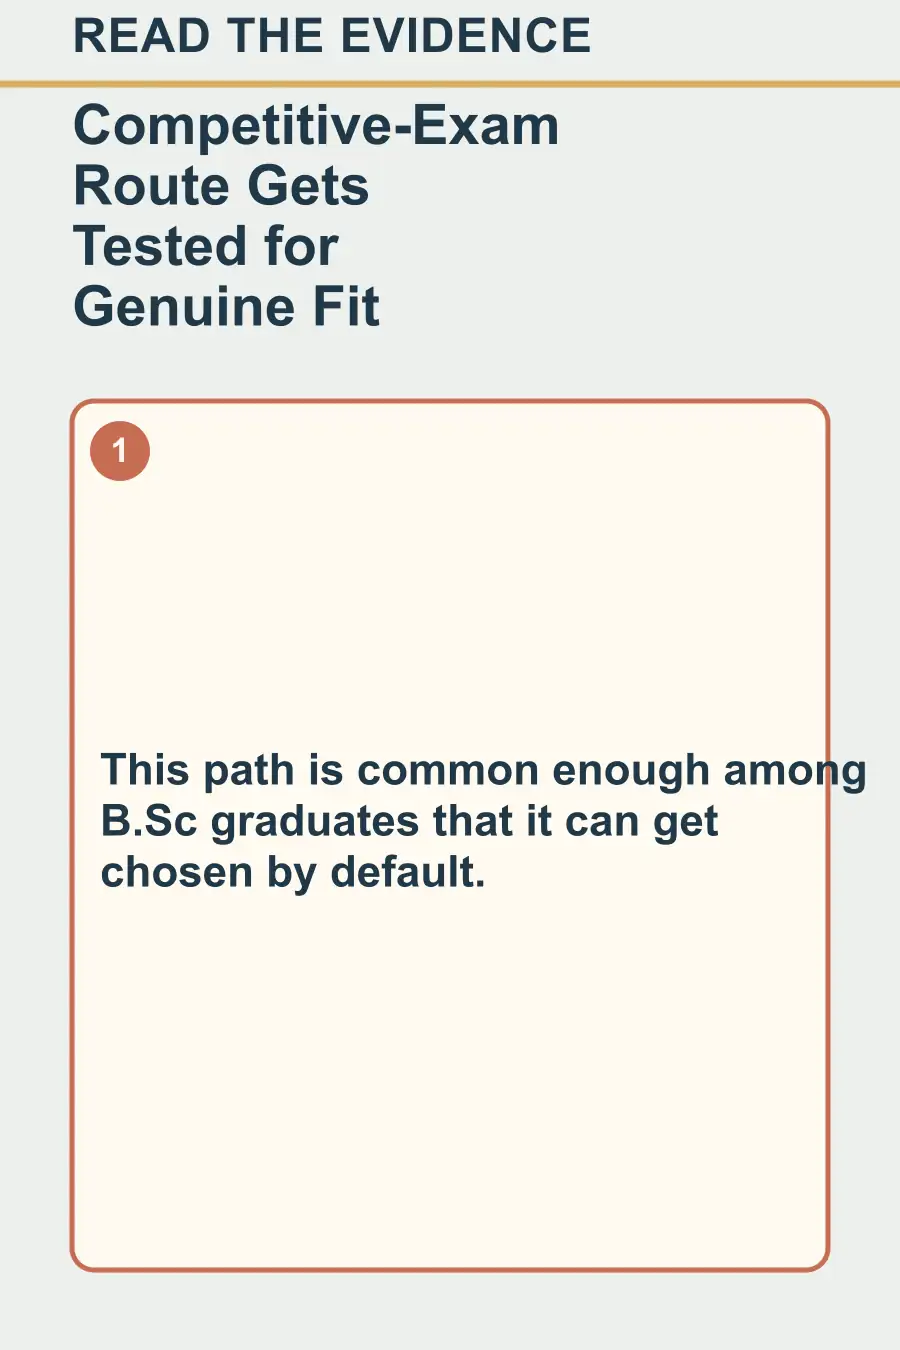 READ THE EVIDENCE
Competitive-Exam
Route Gets
Tested for
Genuine Fit
1
This path is common enough among
B.Sc graduates that it can get
chosen by default.